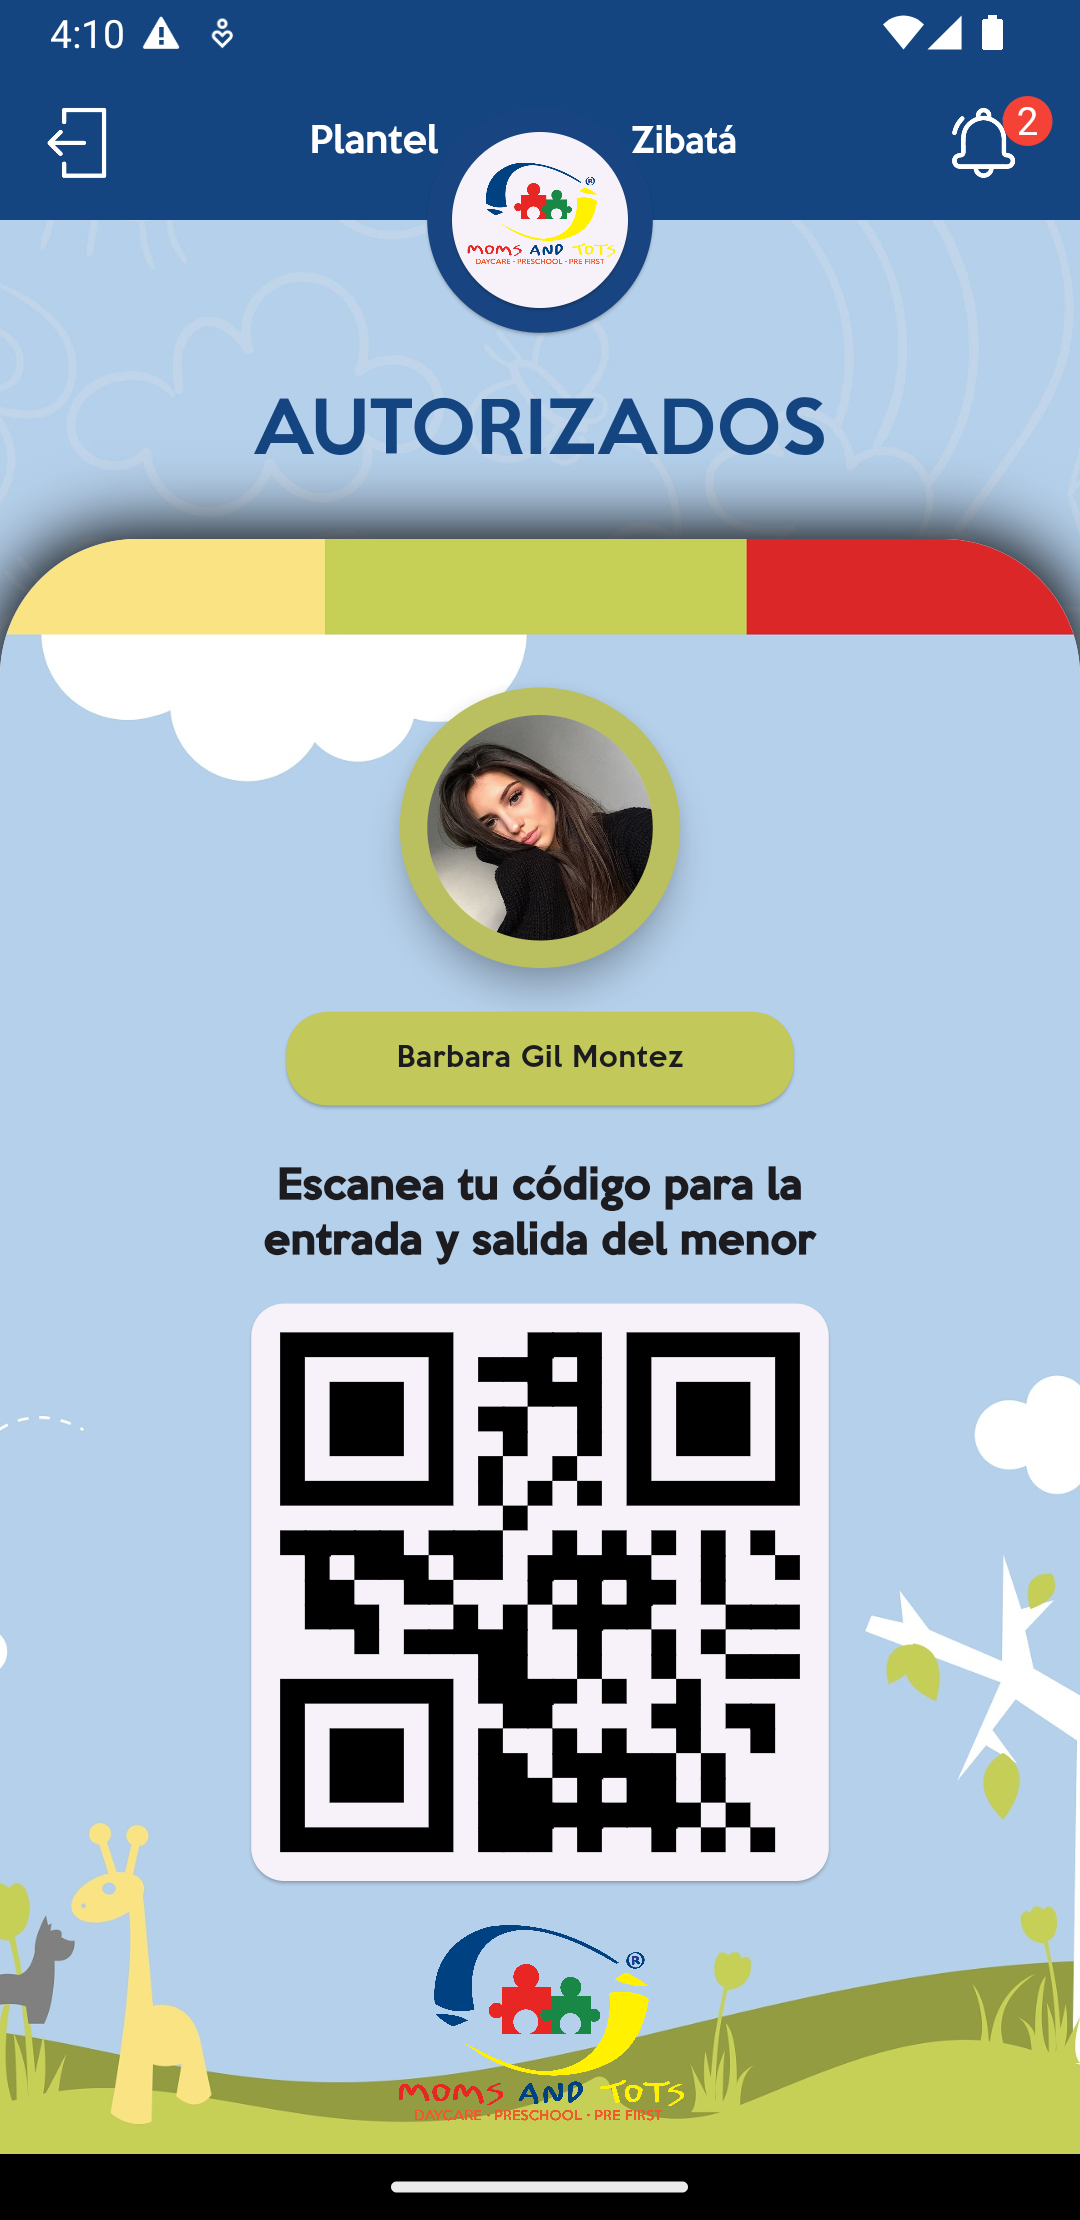 4:10
2
Plantel
Zibatá
®
MOMS AND TOTS
DAYCARE · PRESCHOOL · PRE FIRST
AUTORIZADOS
Barbara Gil Montez
Escanea tu código para la
entrada y salida del menor
®
MOMS AND TOTS
DAYCARE · PRESCHOOL · PRE FIRST